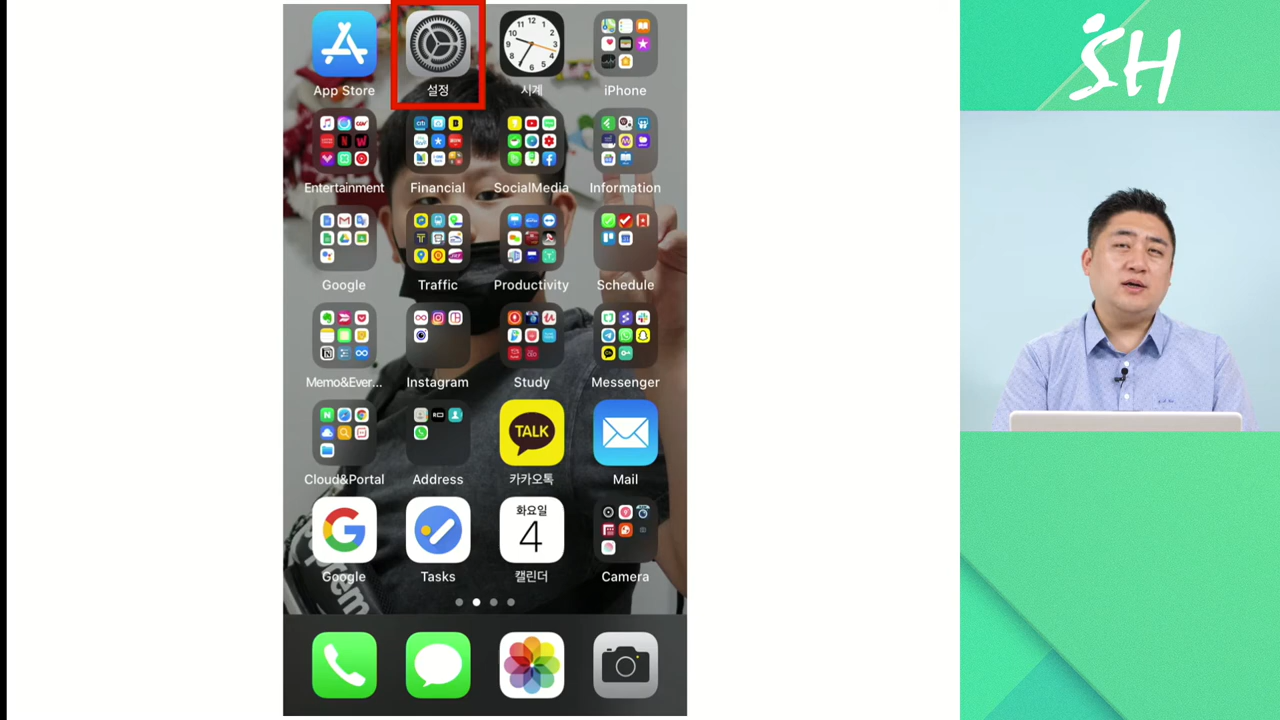 SH
App Store
설정
시계
iPhone
Entertainment
Financial
SocialMedia
Information
Google
Traffic
Productivity
Schedule
Memo&Ever...
Instagram
Study
Messenger
Cloud&Portal
Address
TALK
카카오톡
Mail
Google
Tasks
화요일
4
캘린더
Camera